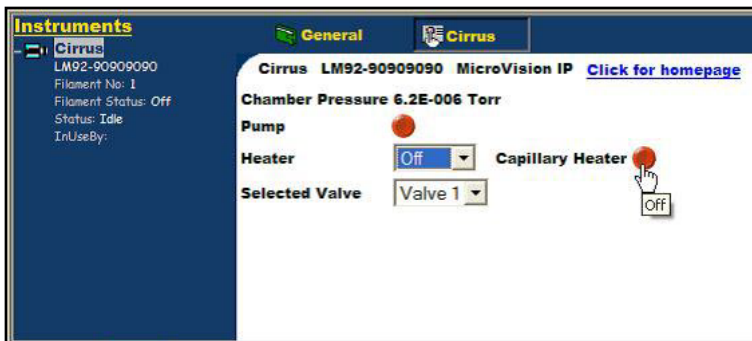 Instruments
Cirrus
LM92-90909090
Filament No: 1
Filament Status: Off
Status: Idle
InUseBy:
General
Cirrus
Cirrus LM92-90909090 MicroVision IP Click for homepage
Chamber Pressure 6.2E-006 Torr
Pump
Heater Off Capillary Heater
Off
Selected Valve Valve 1